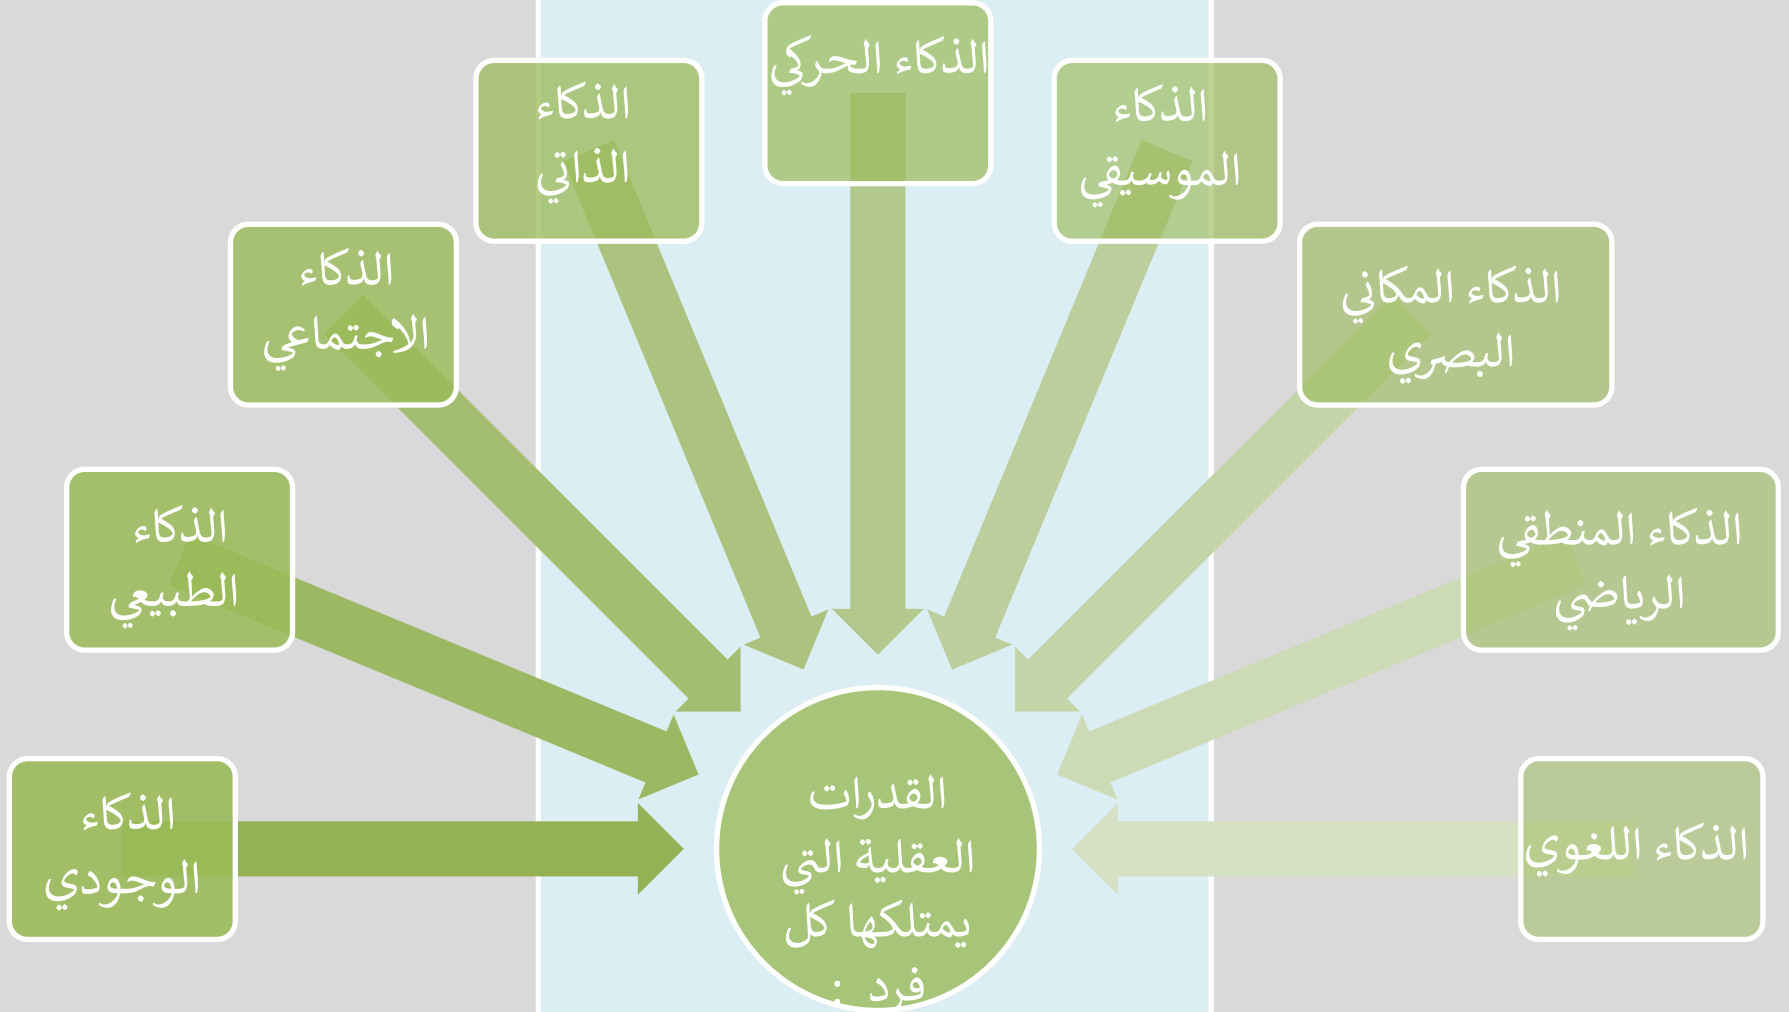 الذكاء الحركي
الذكاء
الموسيقي
الذكاء المكاني
البصري
الذكاء المنطقي
الرياضي
الذكاء اللغوي
الذكاء
الذاتي
الذكاء
الاجتماعي
الذكاء
الطبيعي
الذكاء
الوجودي
القدرات
العقلية التي
يمتلكها كل
فرد :